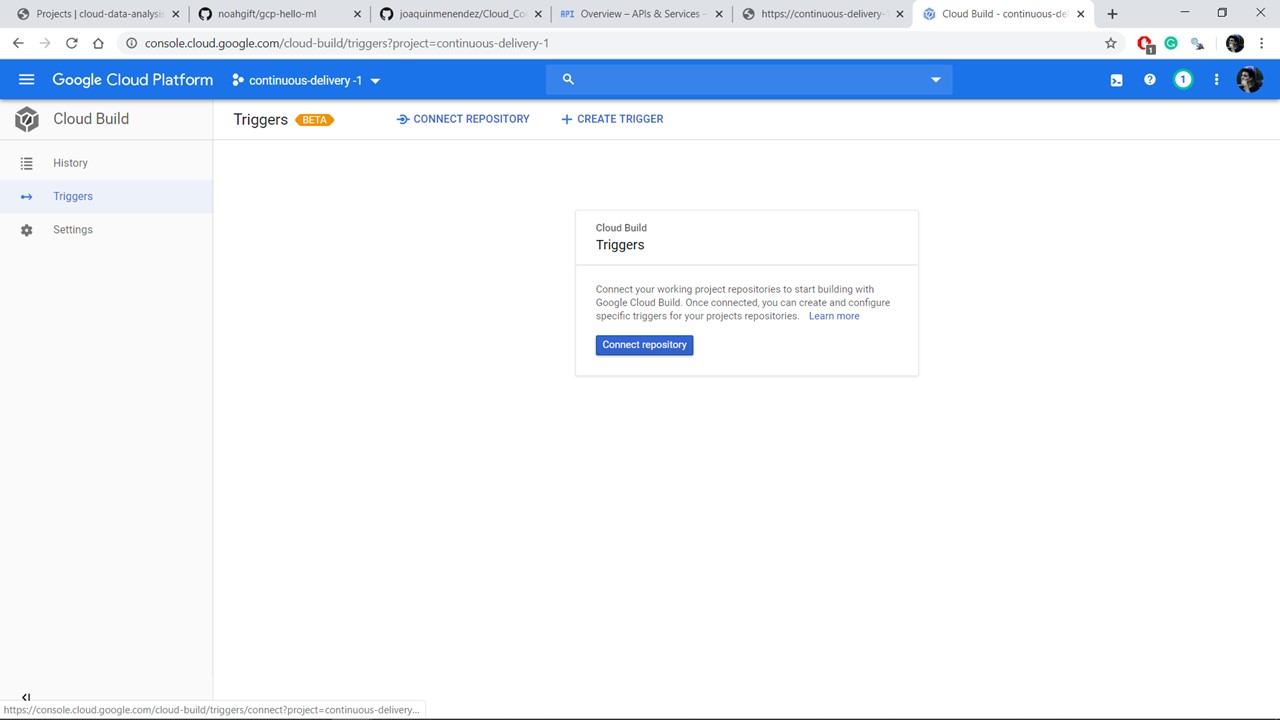 Projects | cloud-data-analysis
noahgift/gcp-hello-ml
joaquinmenendez/Cloud_Co
API Overview – APIs & Services –
https://continuous-delivery-1
Cloud Build - continuous-del
console.cloud.google.com/cloud-build/triggers?project=continuous-delivery-1
1
Google Cloud Platform
continuous-delivery -1
1
Cloud Build
Triggers BETA
CONNECT REPOSITORY
CREATE TRIGGER
History
Triggers
Settings
Cloud Build
Triggers
Connect your working project repositories to start building with
Google Cloud Build. Once connected, you can create and configure
specific triggers for your projects repositories. Learn more
Connect repository
https://console.cloud.google.com/cloud-build/triggers/connect?project=continuous-delivery...